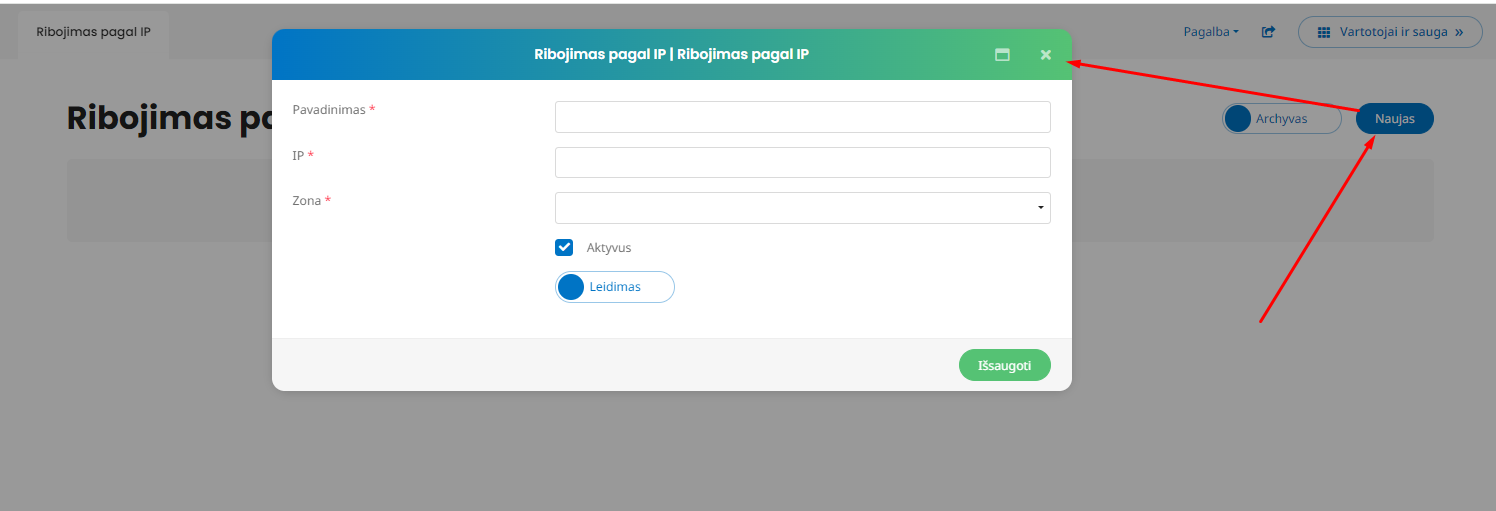 Ribojimas pagal IP
Pagalba
Vartotojai ir sauga »
Ribojimas pagal IP | Ribojimas pagal IP
Ribojimas pa
Archyvas
Naujas
Pavadinimas *
IP *
Zona *
Aktyvus
Leidimas
Išsaugoti